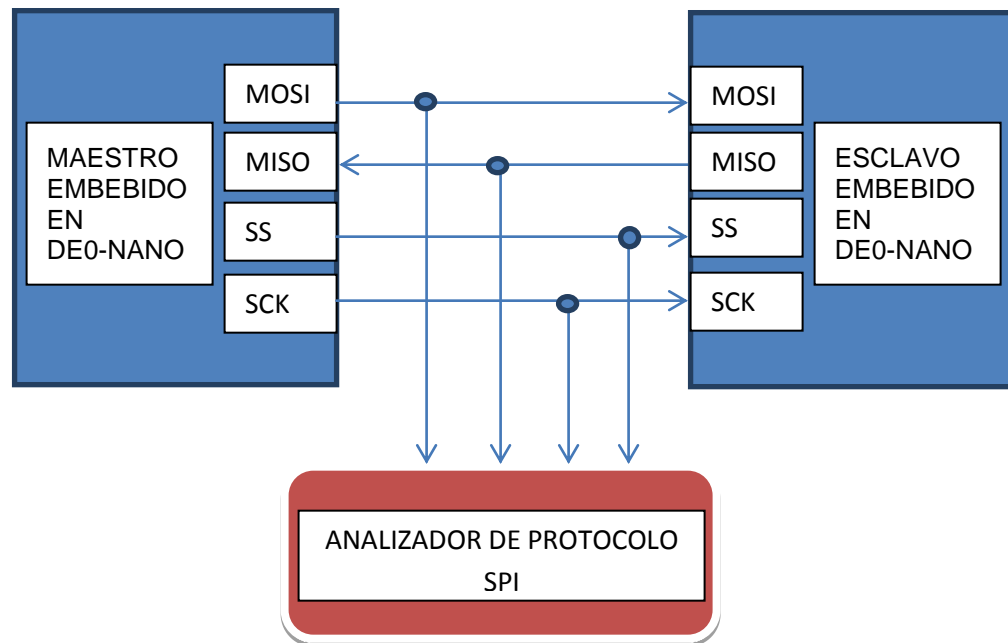 MAESTRO
EMBEBIDO
EN
DE0-NANO
MOSI
MISO
SS
SCK
MOSI
MISO
SS
SCK
ESCLAVO
EMBEBIDO
EN
DE0-NANO
ANALIZADOR DE PROTOCOLO
SPI